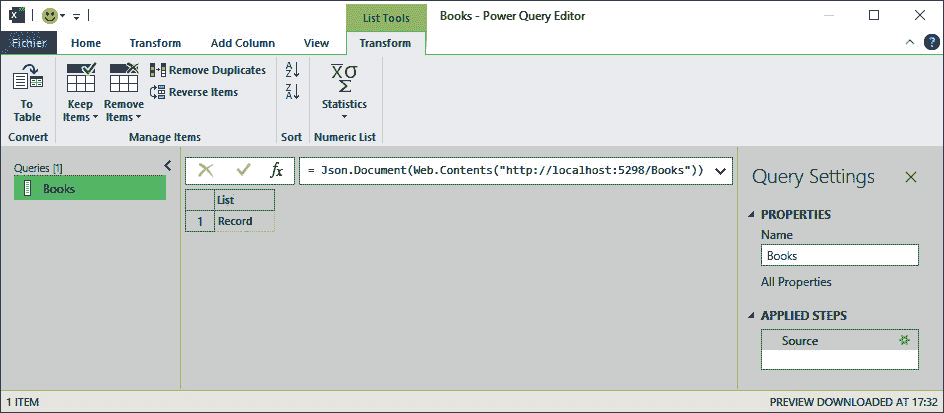 List Tools
Books - Power Query Editor
Fichier
Home
Transform
Add Column
View
Transform
To Table
Convert
Keep Items
Remove Items
Remove Duplicates
Reverse Items
Manage Items
A Z
Z A
Sort
X̄σ
Σ
Statistics
Numeric List
Queries [1]
Books
fx
= Json.Document(Web.Contents("http://localhost:5298/Books"))
List
1 Record
Query Settings
PROPERTIES
Name
Books
All Properties
APPLIED STEPS
Source
1 ITEM
PREVIEW DOWNLOADED AT 17:32